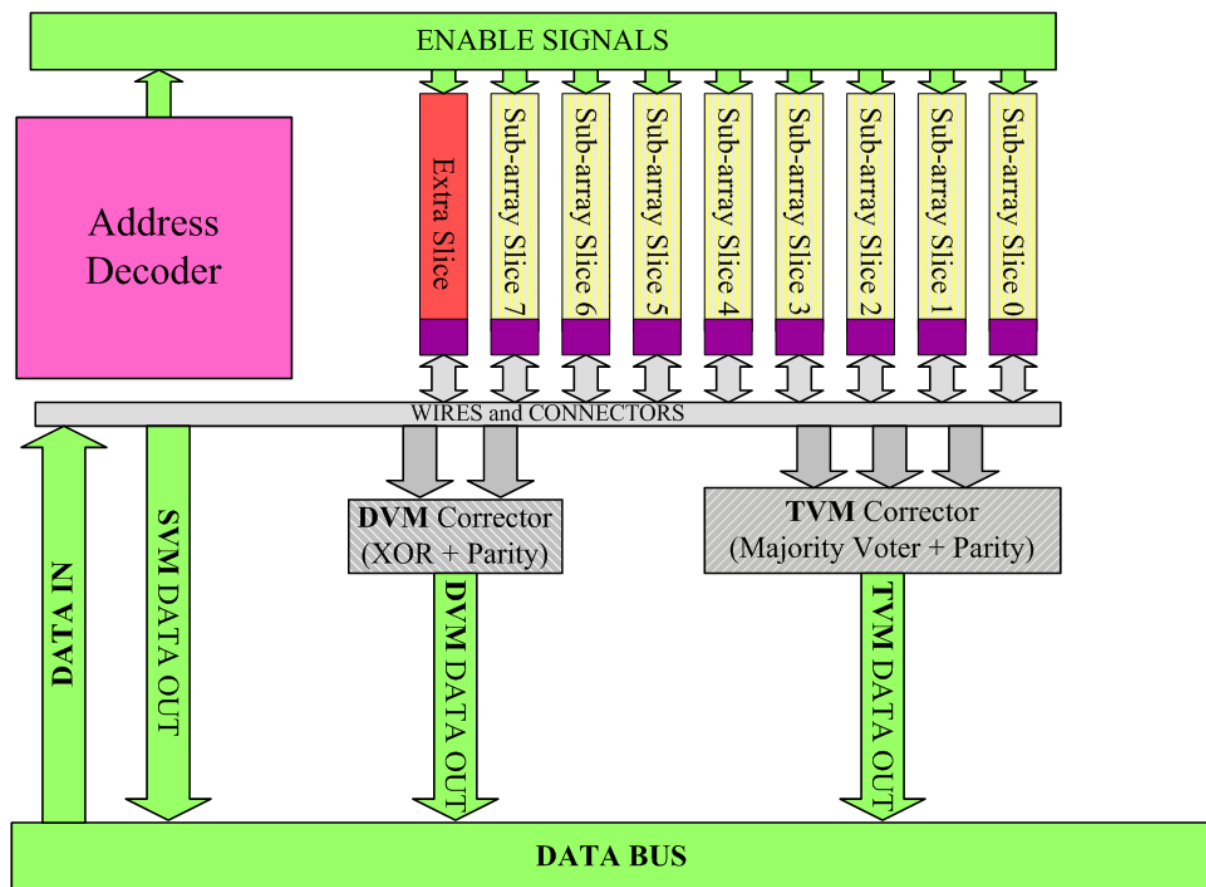 ENABLE SIGNALS
Address
Decoder
Extra Slice
Sub-array Slice 7
Sub-array Slice 6
Sub-array Slice 5
Sub-array Slice 4
Sub-array Slice 3
Sub-array Slice 2
Sub-array Slice 1
Sub-array Slice 0
WIRES and CONNECTORS
DATA IN
SVM DATA OUT
DVM Corrector
(XOR + Parity)
DVM DATA OUT
TVM Corrector
(Majority Voter + Parity)
TVM DATA OUT
DATA BUS